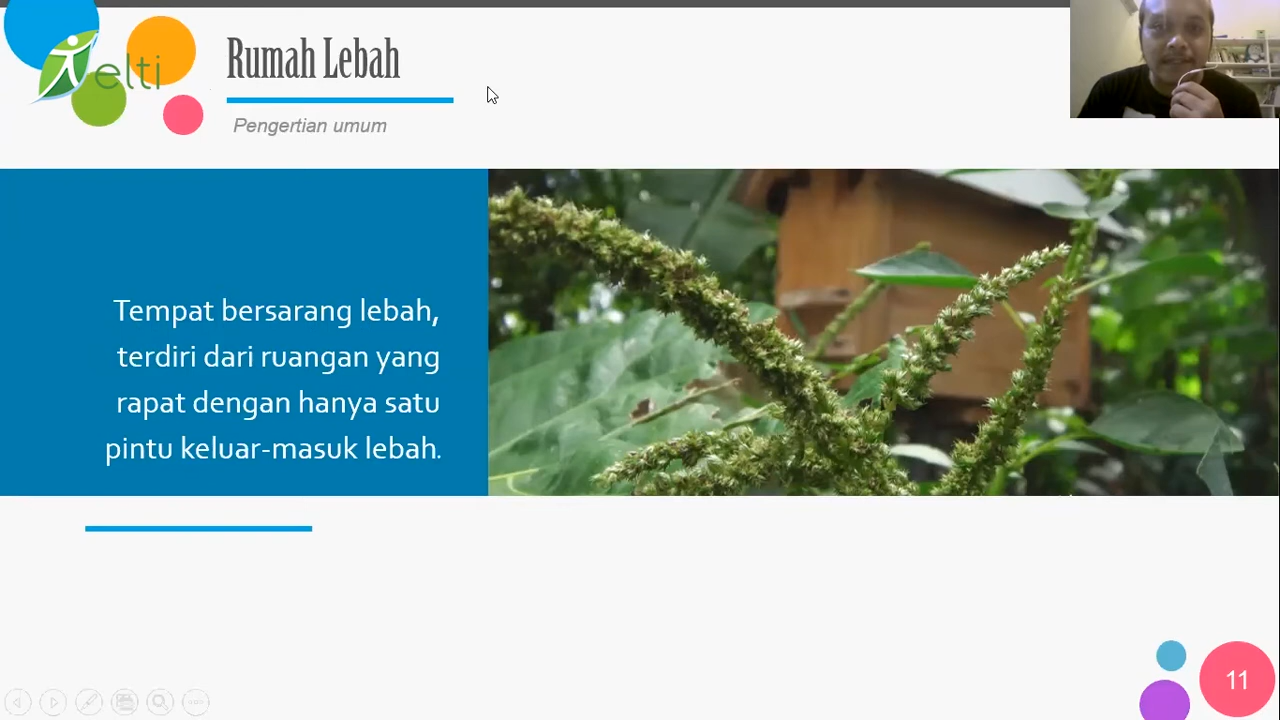 elti
Rumah Lebah
Pengertian umum
Tempat bersarang lebah,
terdiri dari ruangan yang
rapat dengan hanya satu
pintu keluar-masuk lebah.
11